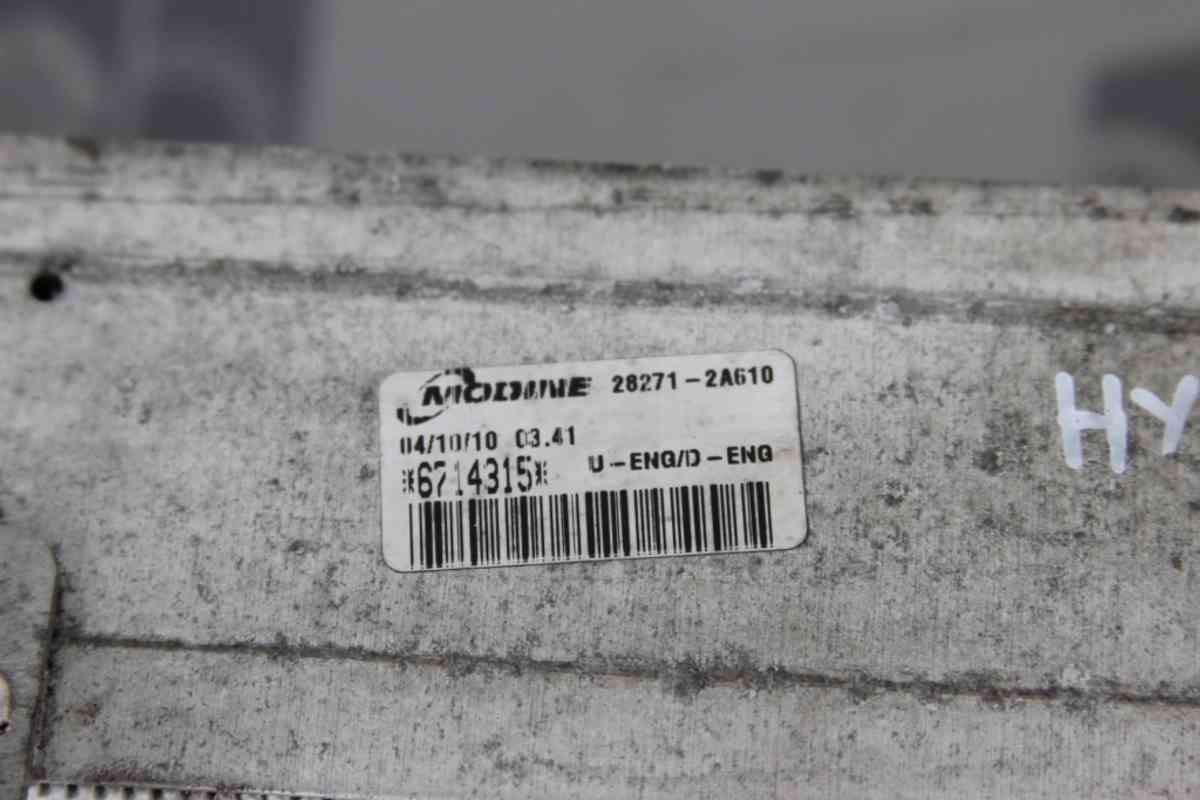 MODINE 28271-2A610
04/10/10 03.41
*6714315* U-ENG/D-ENG
HY